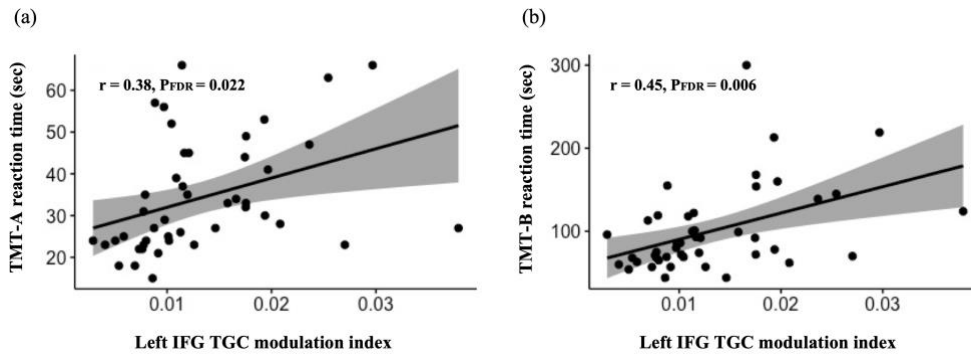 (a)
TMT-A reaction time (sec)
r = 0.38, PFDR = 0.022
60
50
40
30
20
0.01
0.02
0.03
Left IFG TGC modulation index
(b)
TMT-B reaction time (sec)
r = 0.45, PFDR = 0.006
300
200
100
0.01
0.02
0.03
Left IFG TGC modulation index